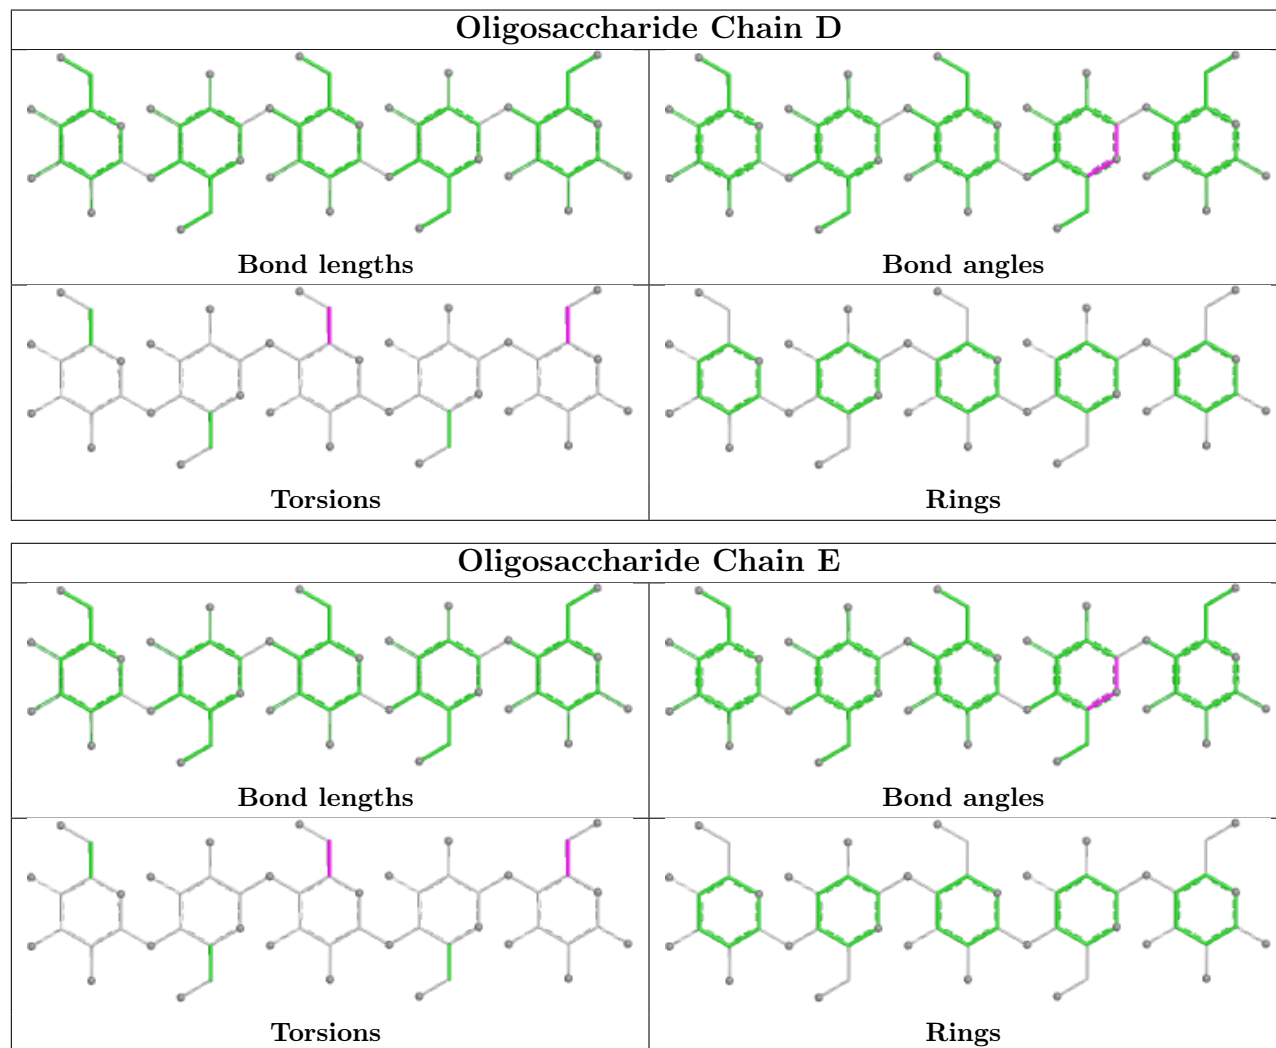 Oligosaccharide Chain D
Bond lengths
Bond angles
Torsions
Rings
Oligosaccharide Chain E
Bond lengths
Bond angles
Torsions
Rings